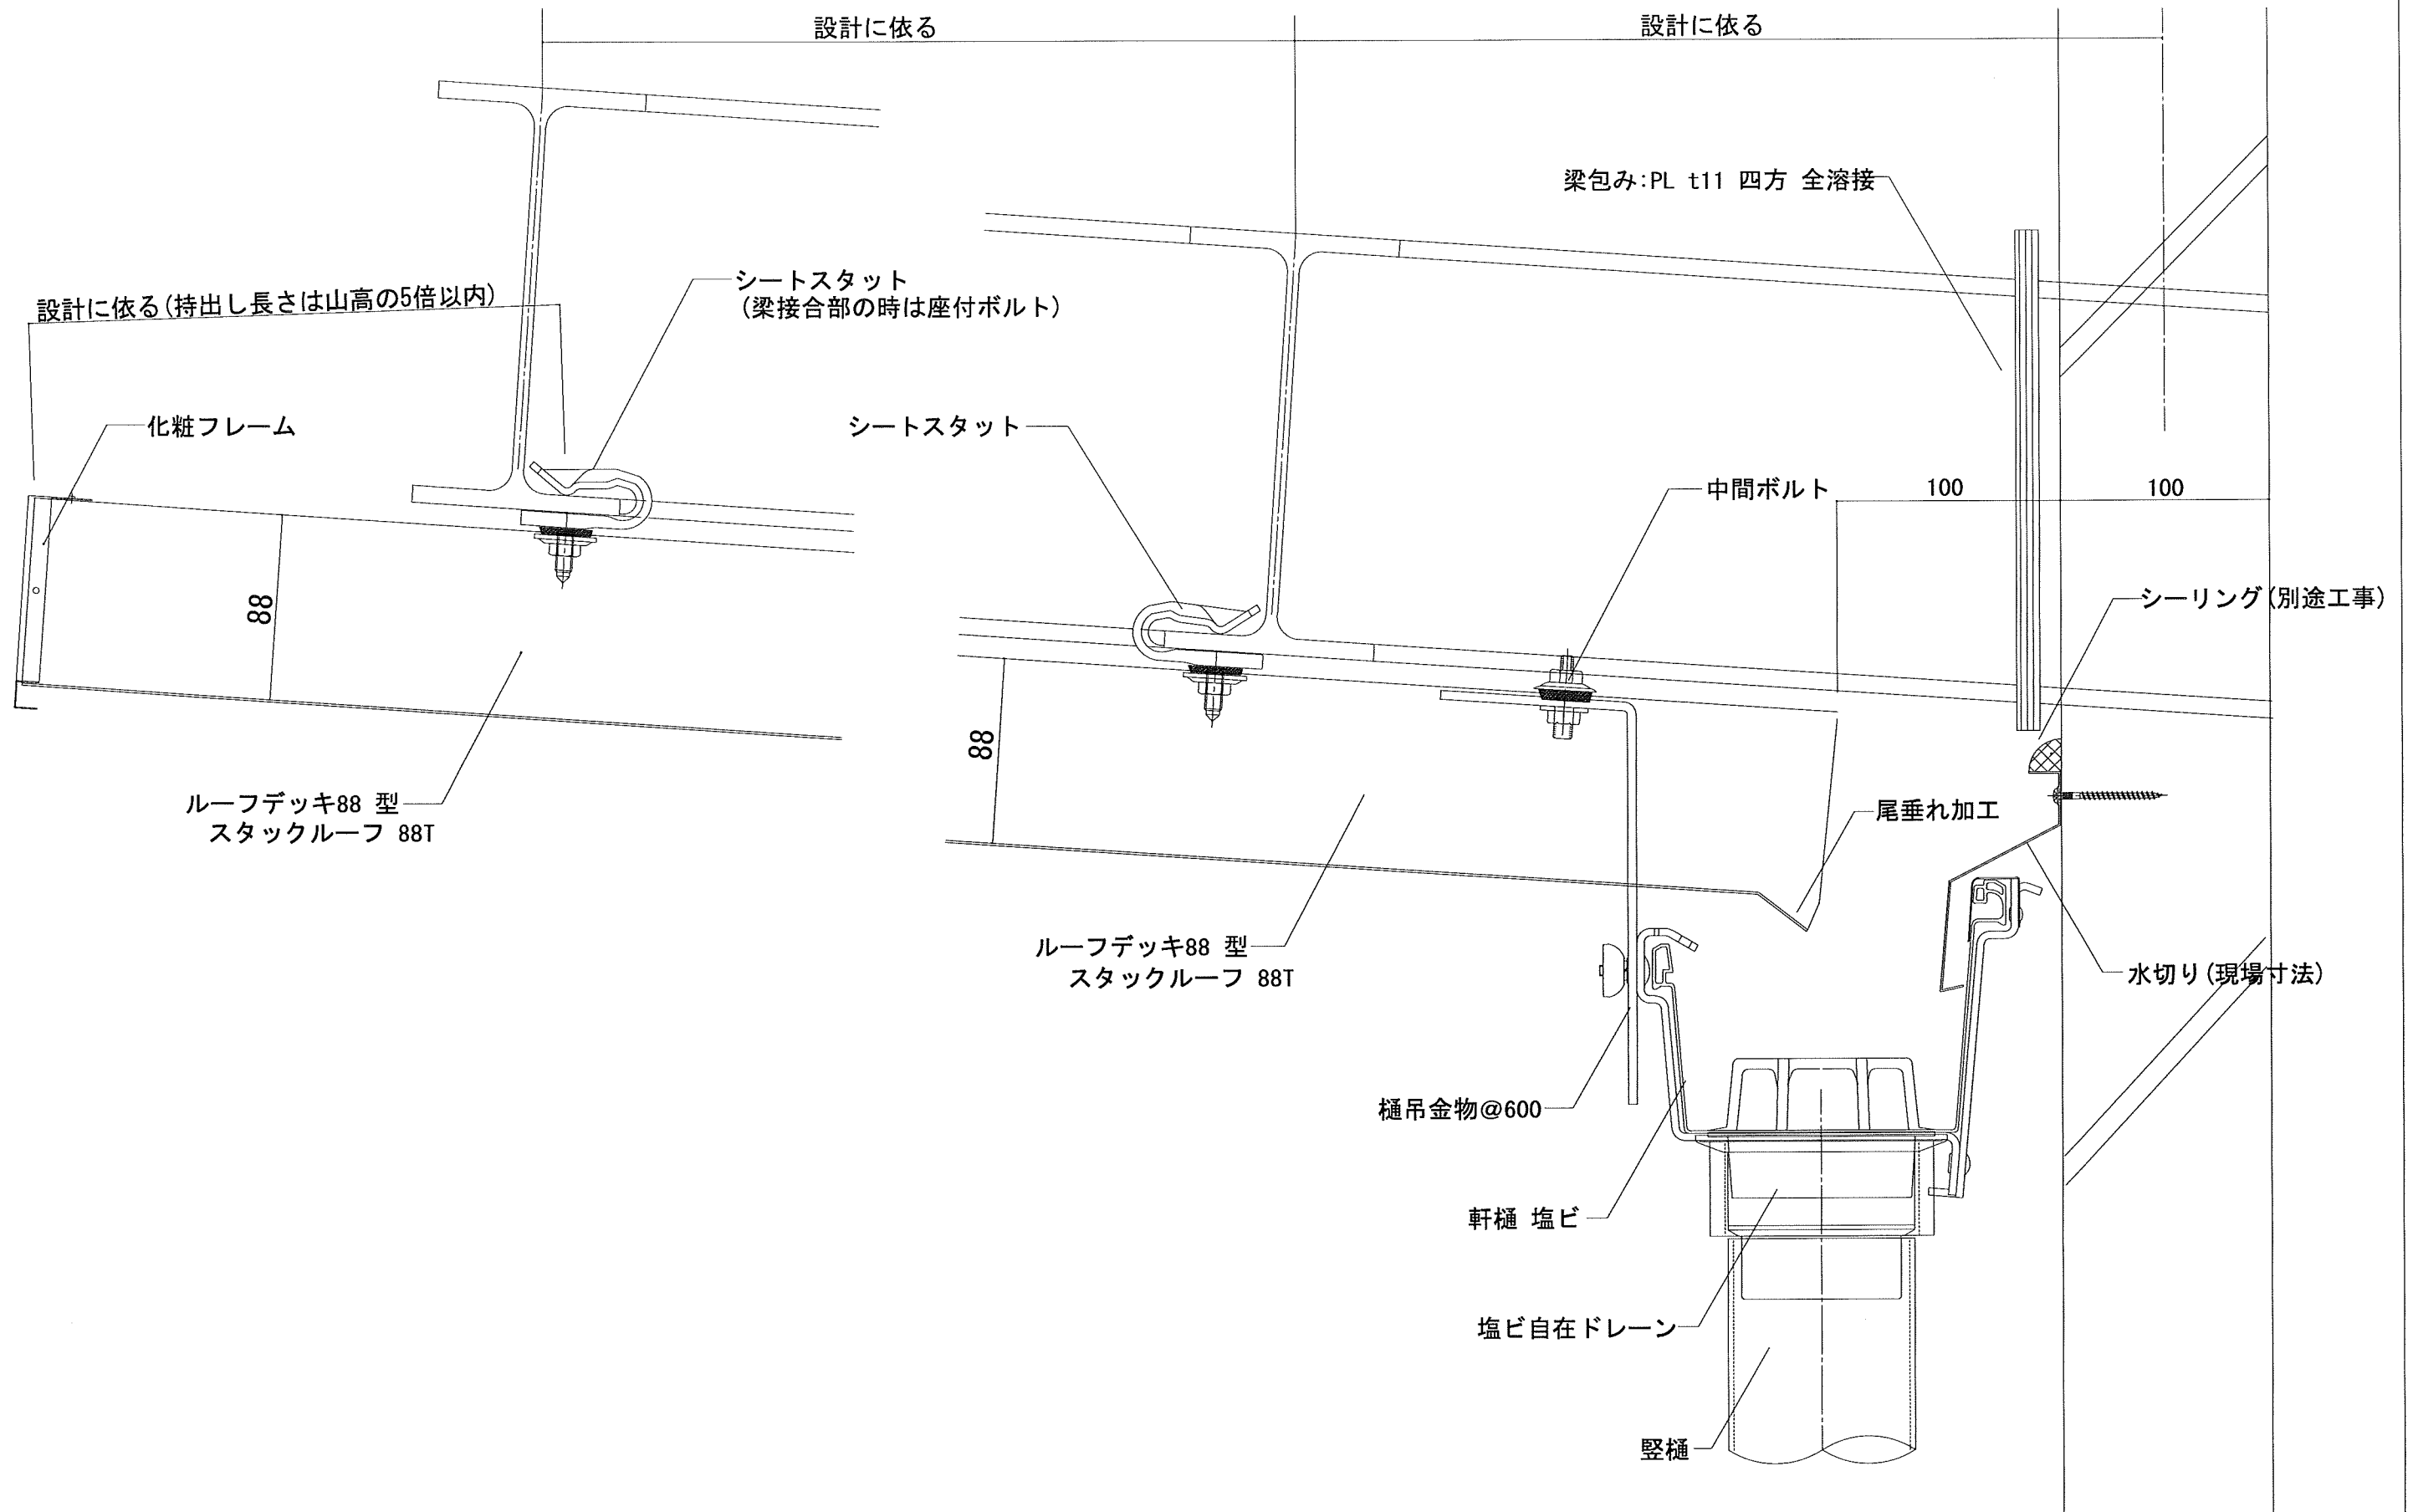 設計に依る
設計に依る
梁包み:PL t11 四方 全溶接
シートスタット
(梁接合部の時は座付ボルト)
設計に依る(持出し長さは山高の5倍以内)
化粧フレーム
シートスタット
中間ボルト
100
100
シーリング(別途工事)
88
88
ルーフデッキ88 型
スタックルーフ 88T
尾垂れ加工
ルーフデッキ88 型
スタックルーフ 88T
水切り(現場寸法)
樋吊金物@600
軒樋 塩ビ
塩ビ自在ドレーン
竪樋